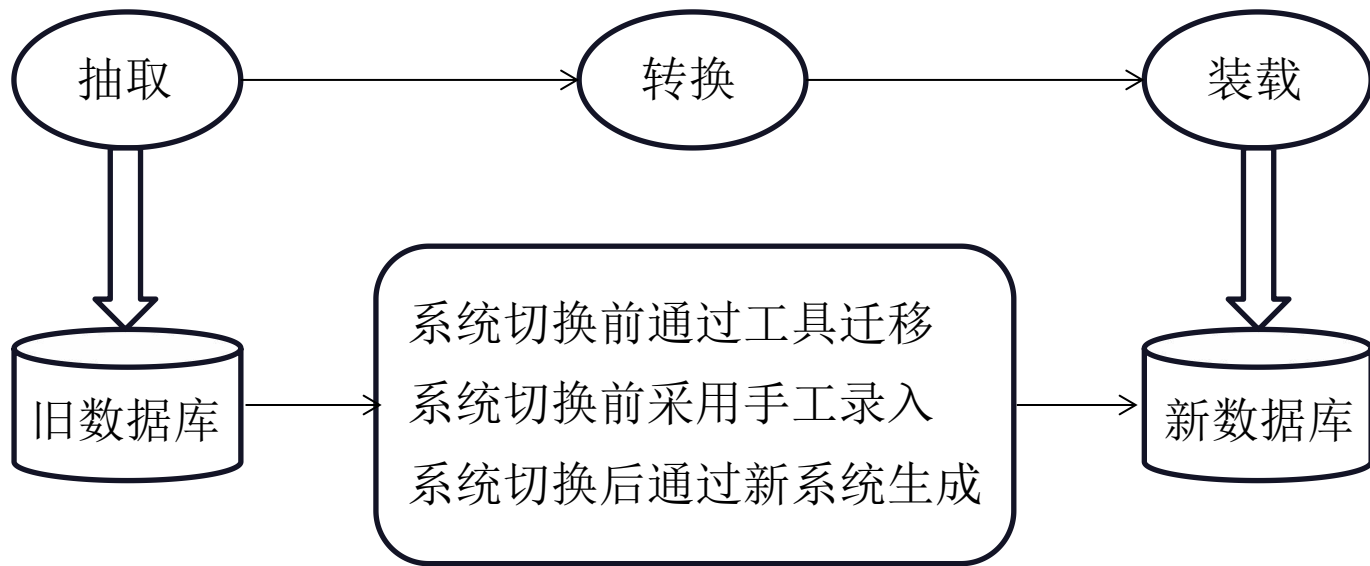 抽取
转换
装载
系统切换前通过工具迁移
系统切换前采用手工录入
系统切换后通过新系统生成
旧数据库
新数据库